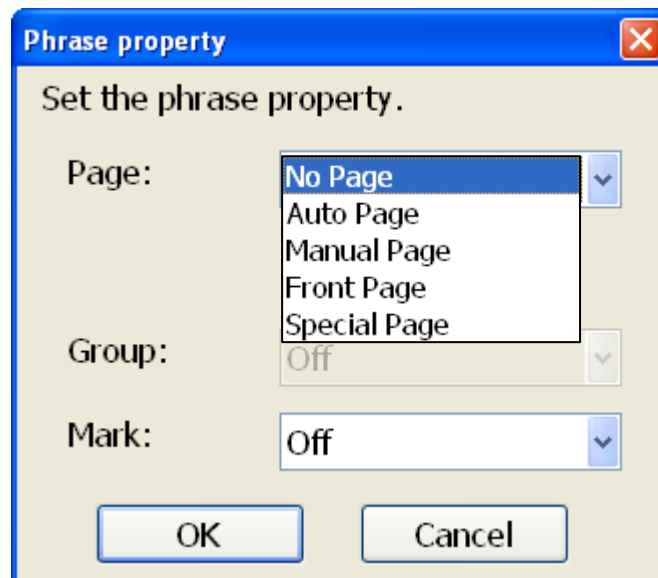 Phrase property
Set the phrase property.
Page:
No Page
Auto Page
Manual Page
Front Page
Special Page
Group:
Off
Mark:
Off
OK
Cancel